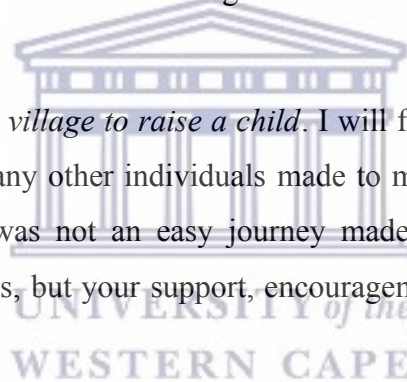 village to raise a child. I will f
any other individuals made to m
was not an easy journey made
s, but your support, encouragen
UNIVERSITY of the
WESTERN CAPE